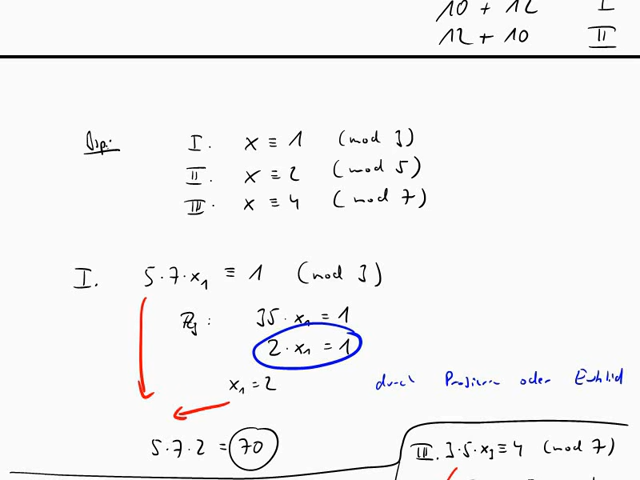 10 + 12 I
12 + 10 II
Bsp:
I. x ≡ 1 (mod 3)
II. x ≡ 2 (mod 5)
III. x ≡ 4 (mod 7)
I. 5·7·x₁ ≡ 1 (mod 3)
35·x₁ = 1
2·x₁ = 1
x₁ = 2
durch Probieren oder Euklid
5·7·2 = 70
III. 3·5·x₃ ≡ 4 (mod 7)